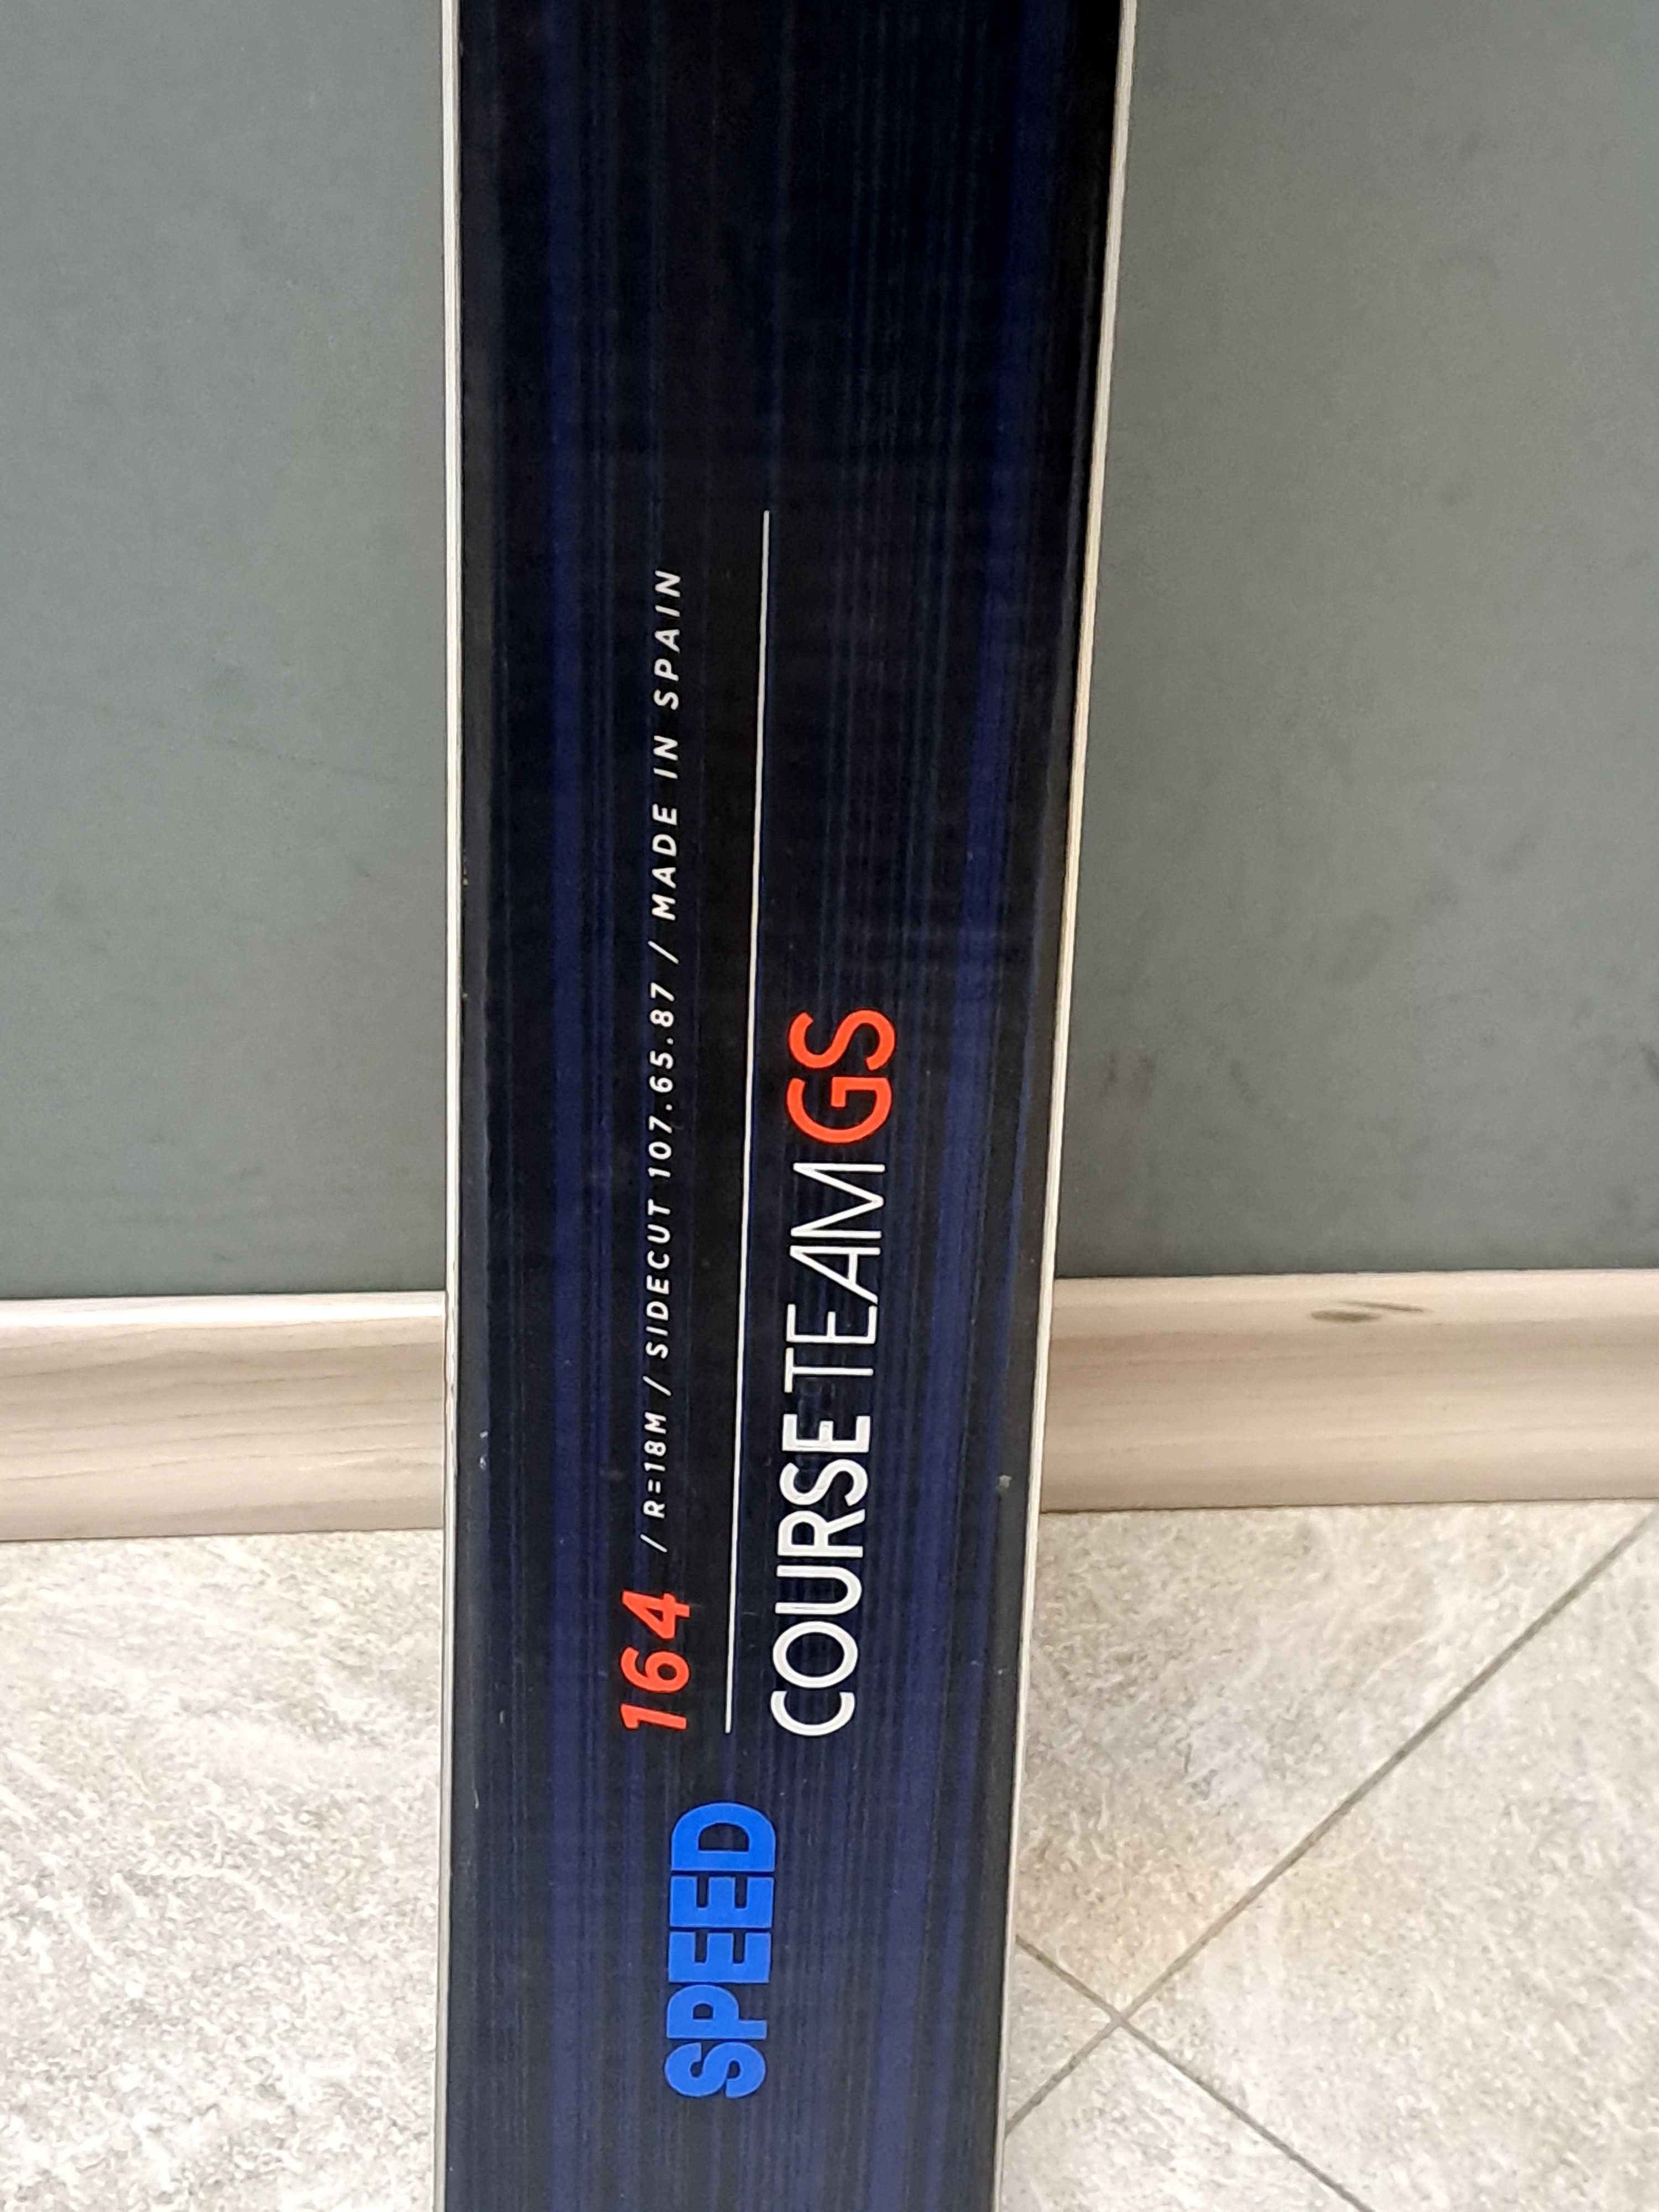 SPEED
164 / R=18M / SIDECUT 107.65.87 / MADE IN SPAIN
COURSE TEAM GS